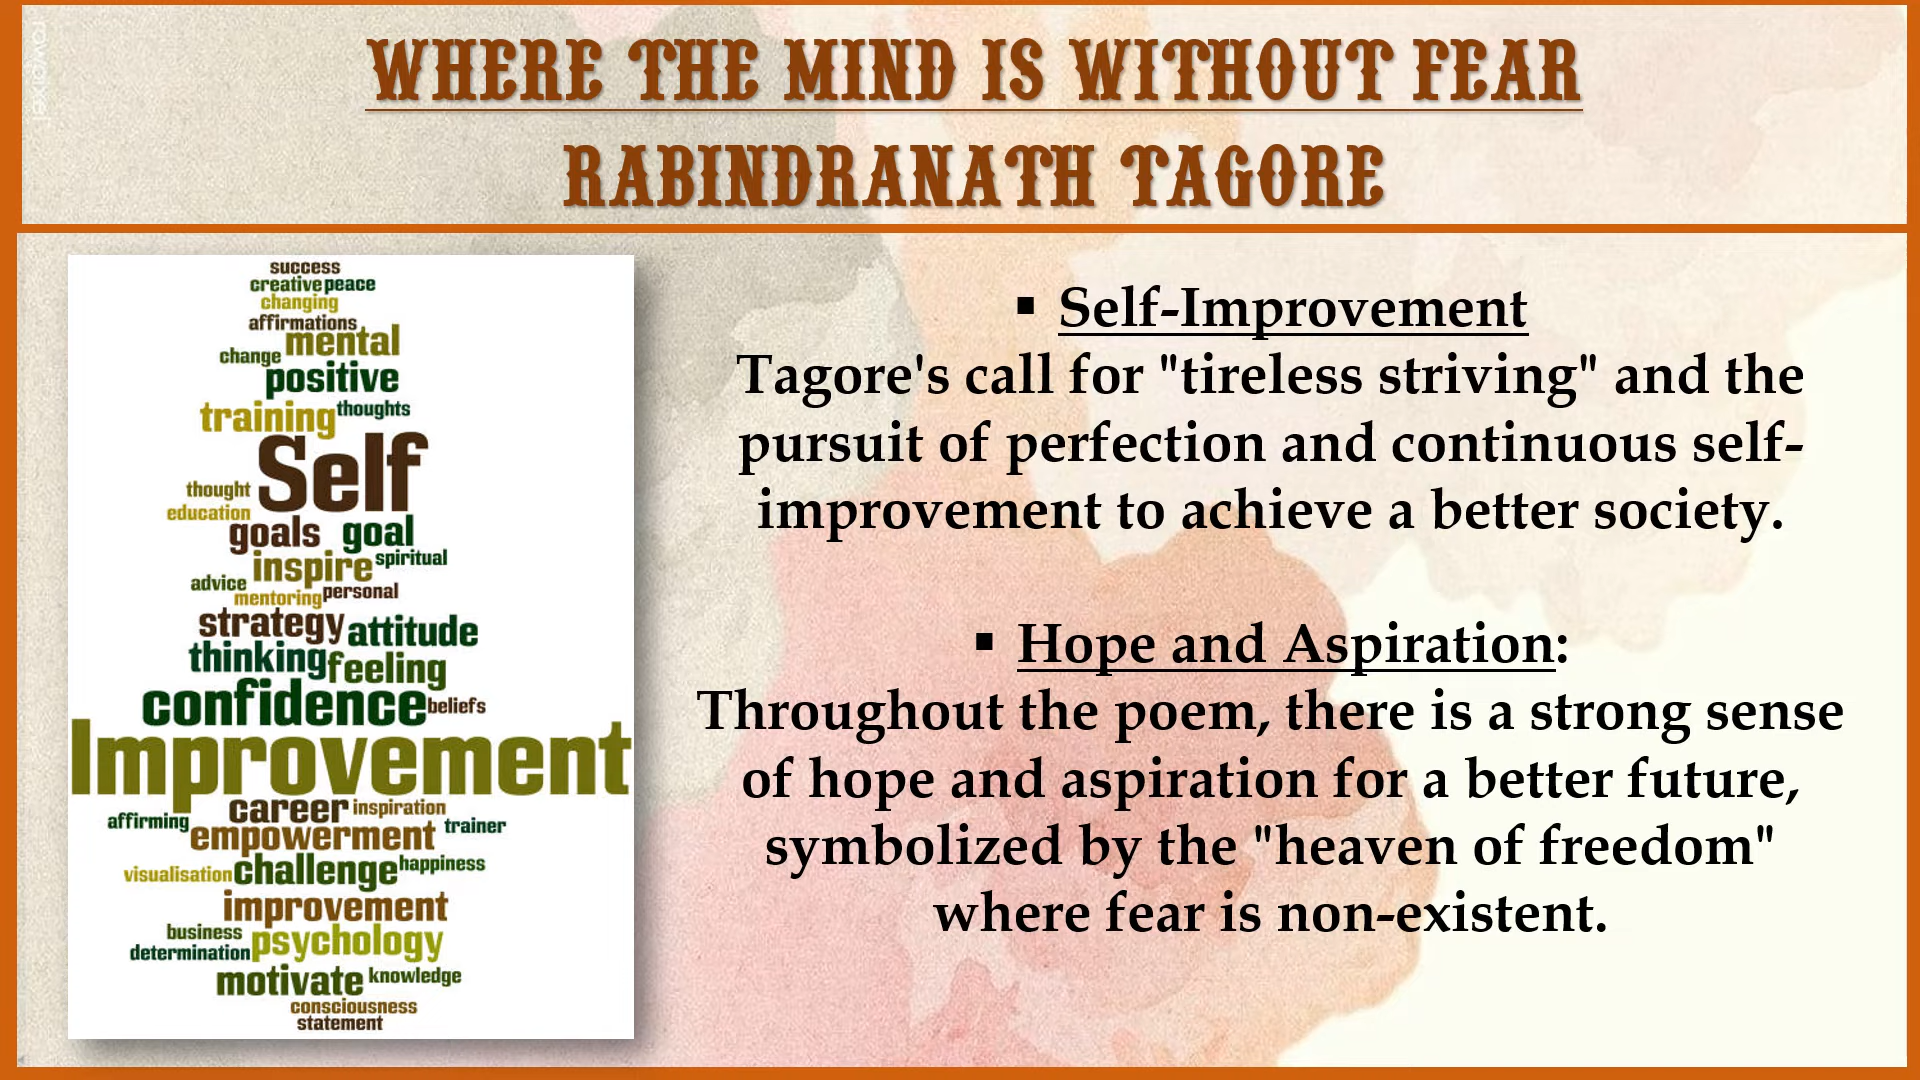 WHERE THE MIND IS WITHOUT FEAR
RABINDRANATH TAGORE
success
creative peace
changing
affirmations
mental
change
positive
training thoughts
Self
thought
education
goals goal
spiritual
inspire
advice
personal
mentoring
strategy attitude
thinking feeling
confidence beliefs
Improvement
career inspiration
affirming
empowerment trainer
visualisation challenge happiness
improvement
business
psychology
determination
motivate knowledge
consciousness
statement
▪ Self-Improvement
Tagore's call for "tireless striving" and the
pursuit of perfection and continuous self-
improvement to achieve a better society.
▪ Hope and Aspiration:
Throughout the poem, there is a strong sense
of hope and aspiration for a better future,
symbolized by the "heaven of freedom"
where fear is non-existent.